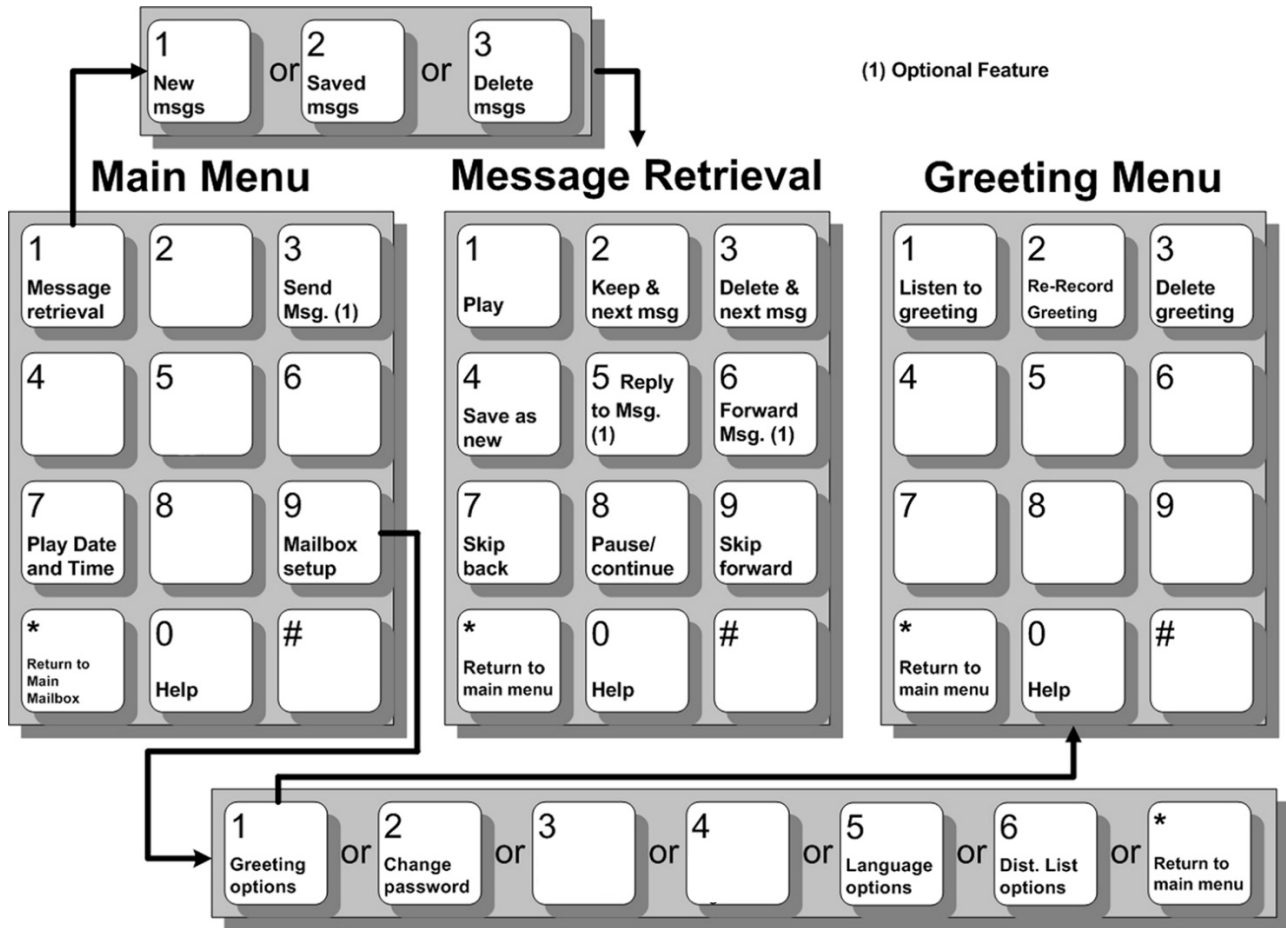 1
New
msgs
or
2
Saved
msgs
or
3
Delete
msgs
(1) Optional Feature
Main Menu
1
Message
retrieval
2
3
Send
Msg. (1)
4
5
6
7
Play Date
and Time
8
9
Mailbox
setup
*
Return to
Main
Mailbox
0
Help
#
Message Retrieval
1
Play
2
Keep &
next msg
3
Delete &
next msg
4
Save as
new
5 Reply
to Msg.
(1)
6
Forward
Msg. (1)
7
Skip
back
8
Pause/
continue
9
Skip
forward
*
Return to
main menu
0
Help
#
Greeting Menu
1
Listen to
greeting
2
Re-Record
Greeting
3
Delete
greeting
4
5
6
7
8
9
*
Return to
main menu
0
Help
#
1
Greeting
options
or
2
Change
password
or
3
or
4
or
5
Language
options
or
6
Dist. List
options
or
*
Return to
main menu